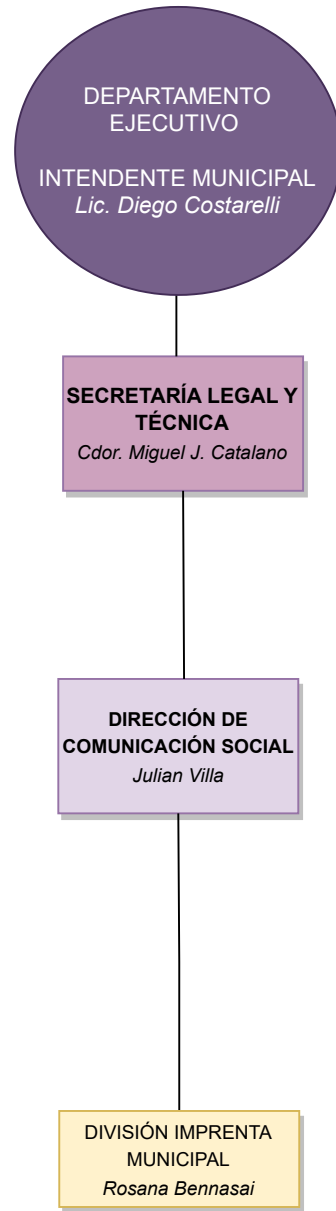 DEPARTAMENTO
EJECUTIVO
INTENDENTE MUNICIPAL
Lic. Diego Costarelli
SECRETARÍA LEGAL Y
TÉCNICA
Cdor. Miguel J. Catalano
DIRECCIÓN DE
COMUNICACIÓN SOCIAL
Julian Villa
DIVISIÓN IMPRENTA
MUNICIPAL
Rosana Bennasai